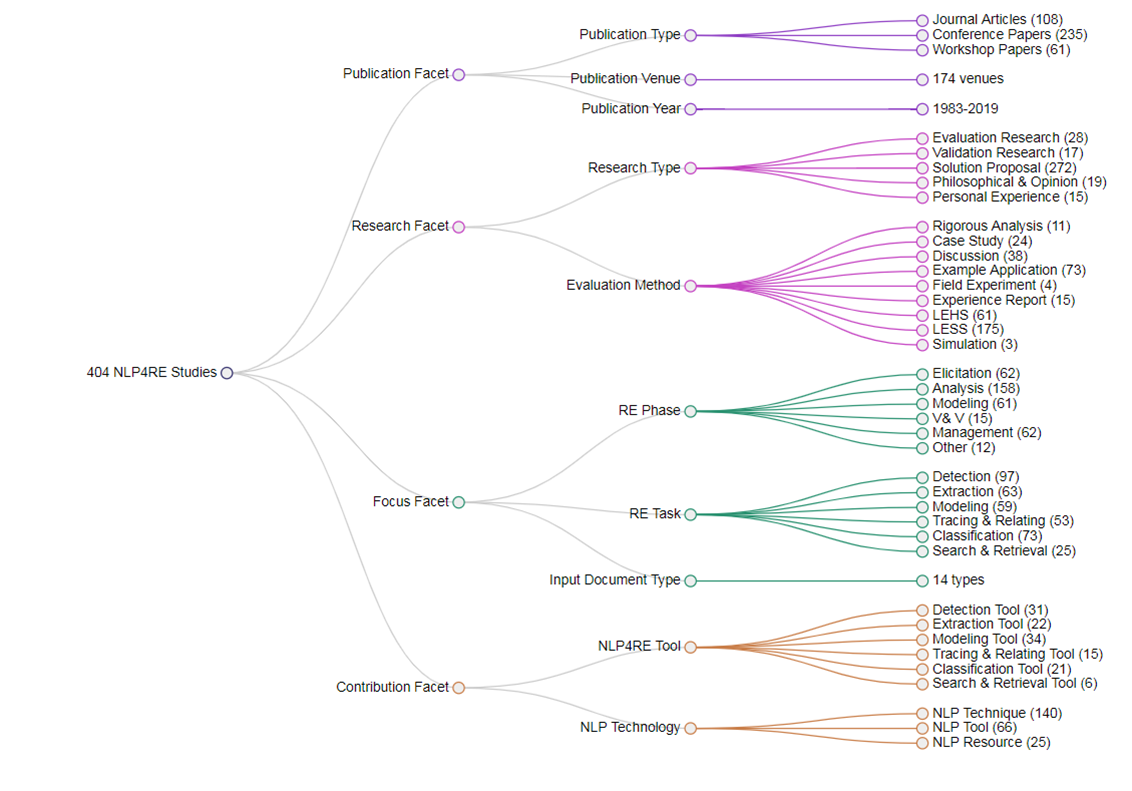 404 NLP4RE Studies
Publication Facet
Publication Type
Journal Articles (108)
Conference Papers (235)
Workshop Papers (61)
Publication Venue
174 venues
Publication Year
1983-2019
Research Facet
Research Type
Evaluation Research (28)
Validation Research (17)
Solution Proposal (272)
Philosophical & Opinion (19)
Personal Experience (15)
Evaluation Method
Rigorous Analysis (11)
Case Study (24)
Discussion (38)
Example Application (73)
Field Experiment (4)
Experience Report (15)
LEHS (61)
LESS (175)
Simulation (3)
Focus Facet
RE Phase
Elicitation (62)
Analysis (158)
Modeling (61)
V& V (15)
Management (62)
Other (12)
RE Task
Detection (97)
Extraction (63)
Modeling (59)
Tracing & Relating (53)
Classification (73)
Search & Retrieval (25)
Input Document Type
14 types
Contribution Facet
NLP4RE Tool
Detection Tool (31)
Extraction Tool (22)
Modeling Tool (34)
Tracing & Relating Tool (15)
Classification Tool (21)
Search & Retrieval Tool (6)
NLP Technology
NLP Technique (140)
NLP Tool (66)
NLP Resource (25)